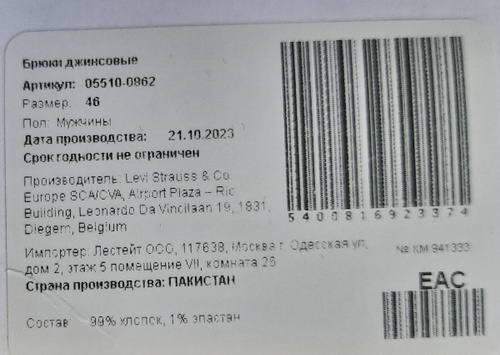 Брюки джинсовые
Артикул: 05510-0862
Размер: 46
Пол: Мужчины
Дата производства: 21.10.2023
Срок годности не ограничен
Производитель: Levi Strauss & Co.
Europe SCA/CVA, Airport Plaza – Rio
Building, Leonardo Da Vincilaan 19, 1831,
Diegem, Belgium
5400816923374
Импортер: Лестейт ООО, 117638, Москва г, Одесская ул,
дом 2, этаж 5 помещение VII, комната 26
№ КМ 941333
Страна производства: ПАКИСТАН
EAC
Состав: 99% хлопок, 1% эластан